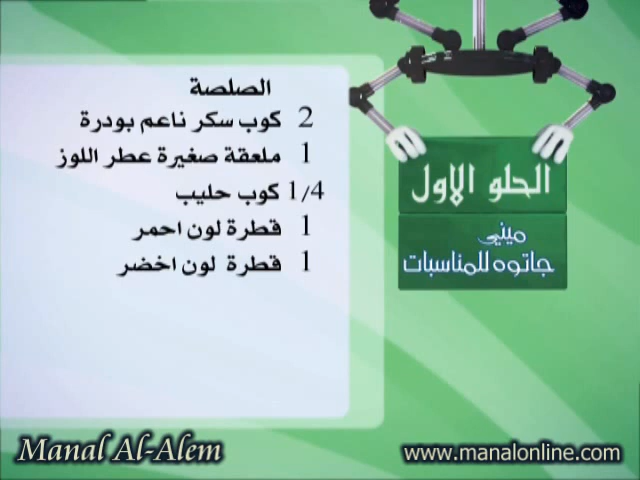 الصلصة
2 كوب سكر ناعم بودرة
1 ملعقة صغيرة عطر اللوز
1/4 كوب حليب
1 قطرة لون احمر
1 قطرة لون اخضر
الحلو الاول
ميني
جاتوه للمناسبات
Manal Al-Alem
www.manalonline.com